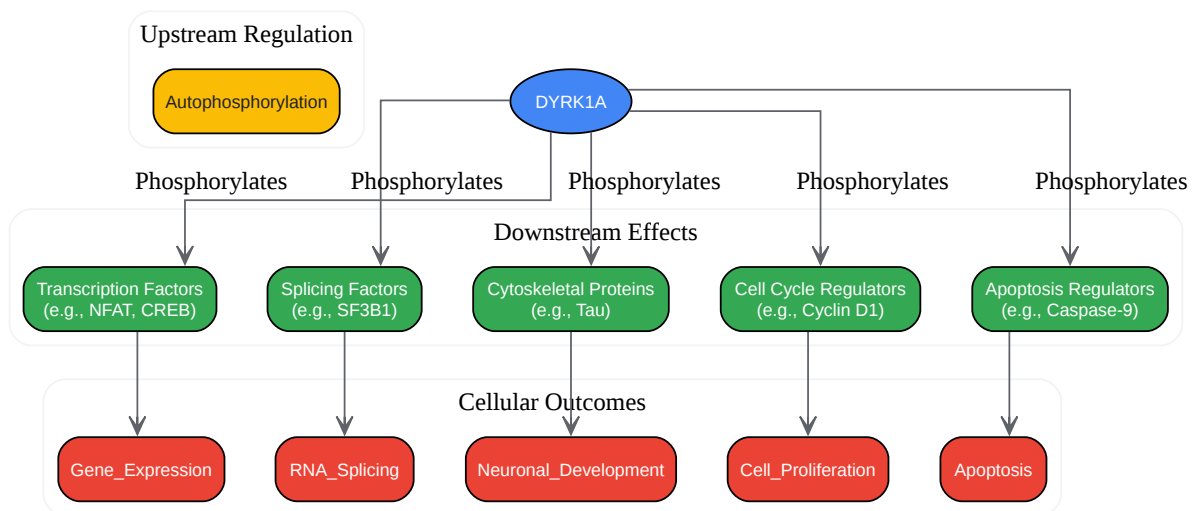 Upstream Regulation
Autophosphorylation
DYRK1A
Phosphorylates
Phosphorylates
Phosphorylates
Phosphorylates
Phosphorylates
Downstream Effects
Transcription Factors
(e.g., NFAT, CREB)
Splicing Factors
(e.g., SF3B1)
Cytoskeletal Proteins
(e.g., Tau)
Cell Cycle Regulators
(e.g., Cyclin D1)
Apoptosis Regulators
(e.g., Caspase-9)
Cellular Outcomes
Gene_Expression
RNA_Splicing
Neuronal_Development
Cell_Proliferation
Apoptosis